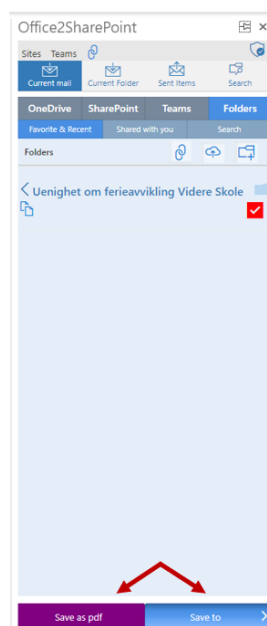 Office2SharePoint
Sites Teams
Current mail Current Folder Sent Items Search
OneDrive SharePoint Teams Folders
Favorite & Recent Shared with you Search
Folders
Uenighet om ferieavvikling Videre Skole
Save as pdf Save to